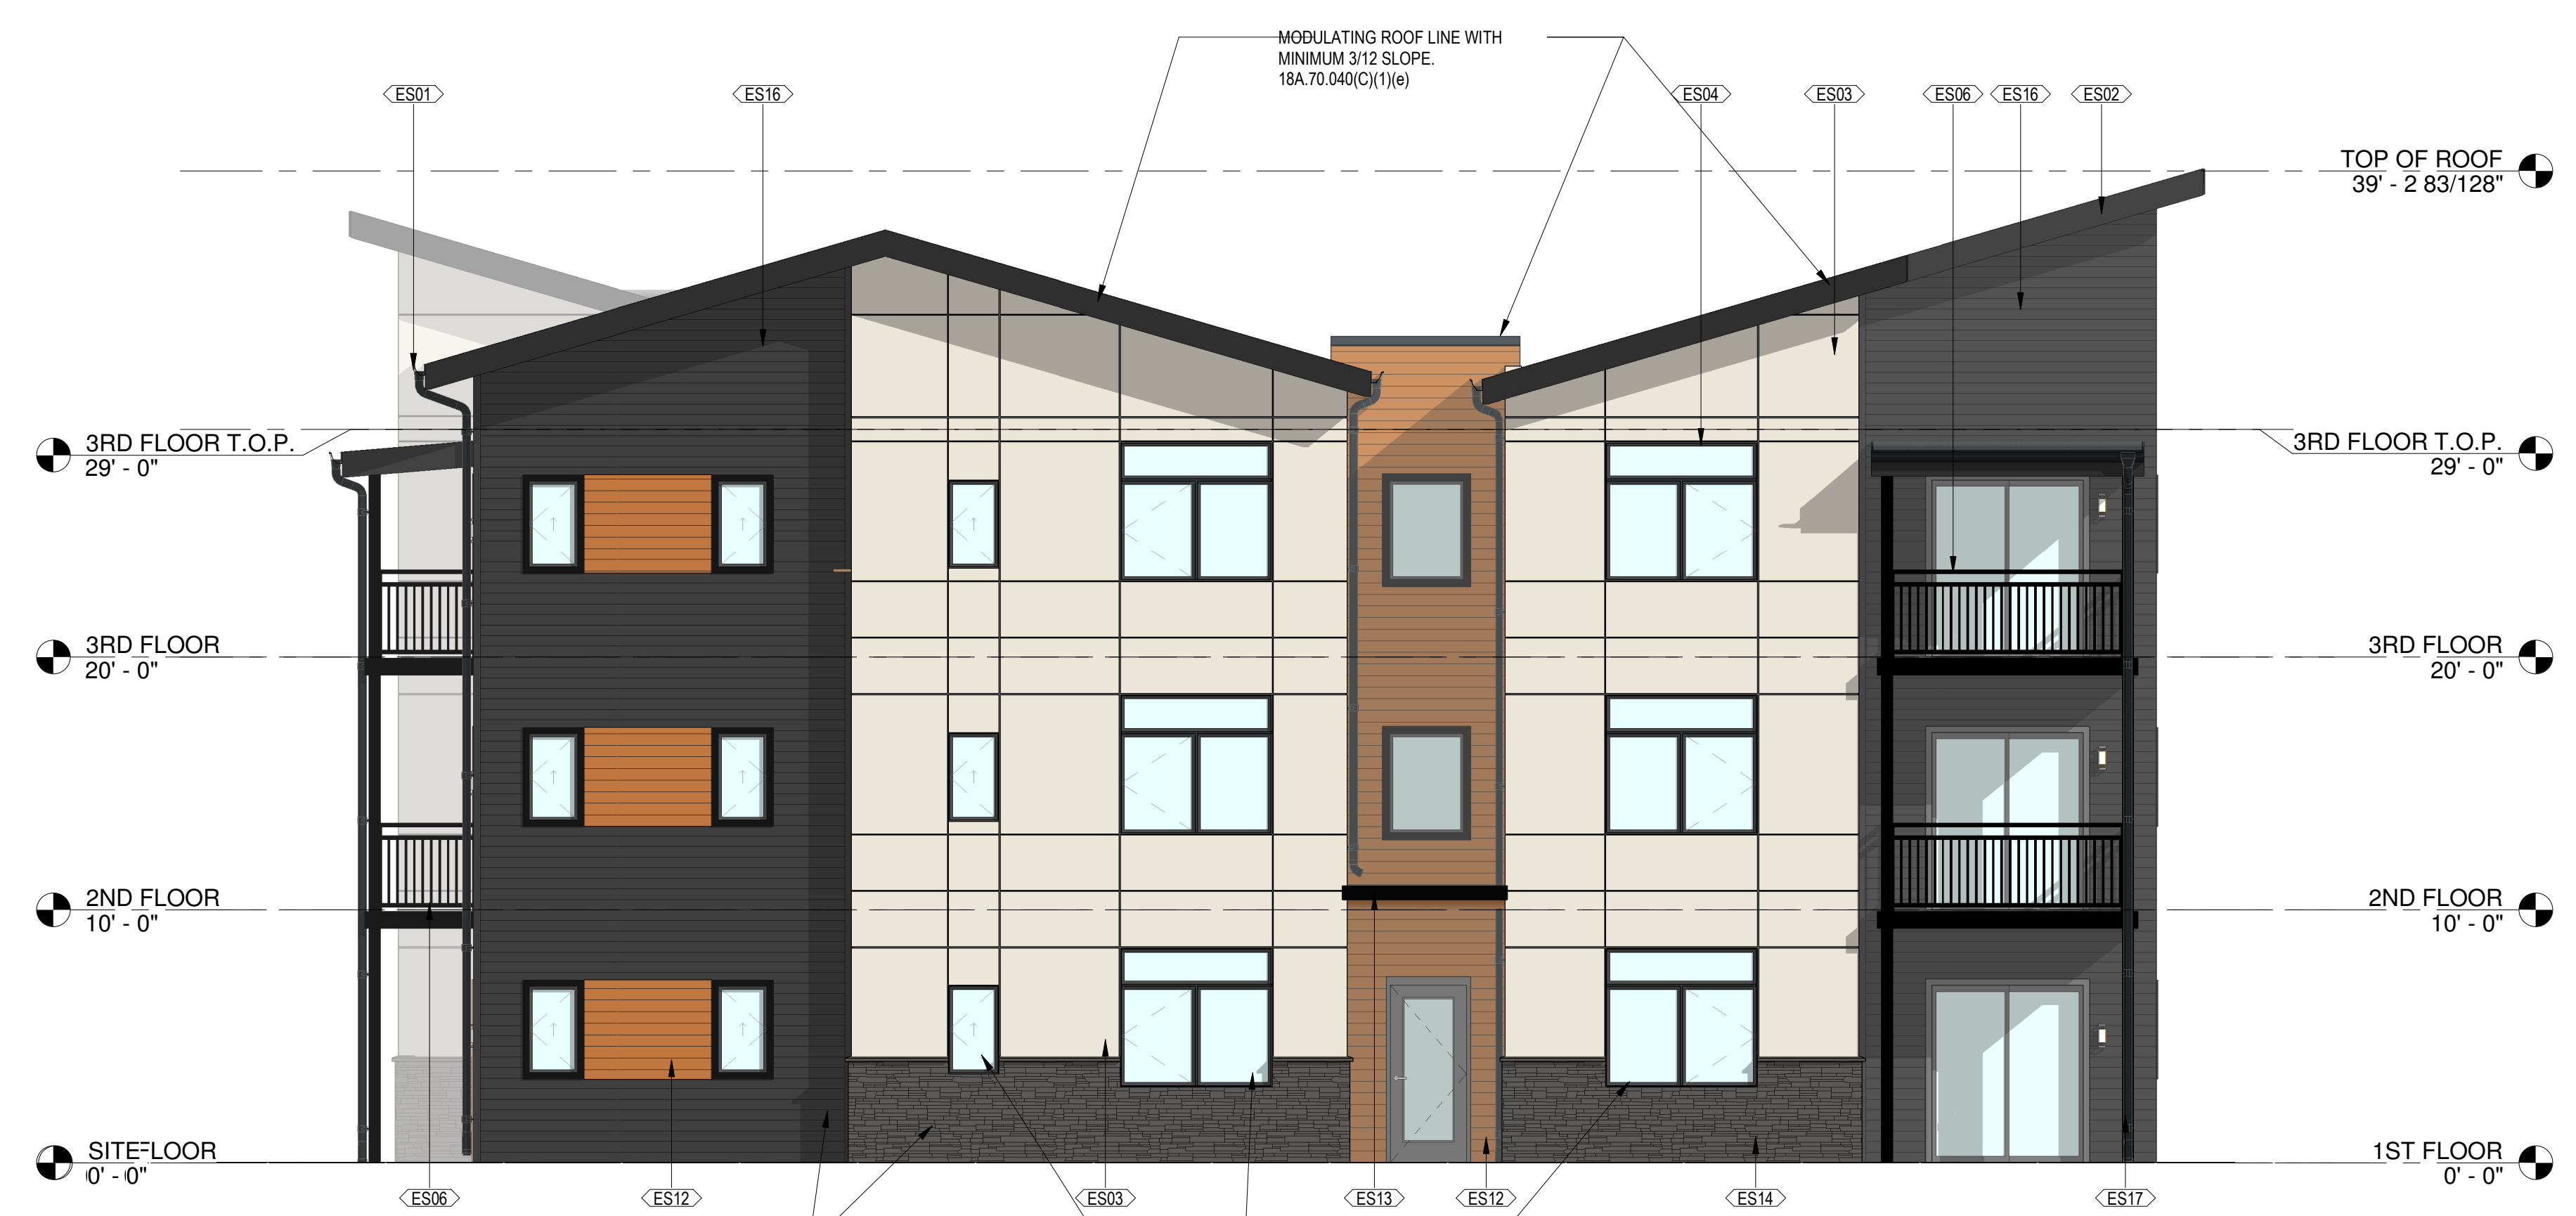 MODULATING ROOF LINE WITH
MINIMUM 3/12 SLOPE.
18A.70.040(C)(1)(e)
ES01
ES16
ES04
ES03
ES06
ES16
ES02
TOP OF ROOF
39' - 2 83/128"
3RD FLOOR T.O.P.
29' - 0"
3RD FLOOR T.O.P.
29' - 0"
3RD FLOOR
20' - 0"
3RD FLOOR
20' - 0"
2ND FLOOR
10' - 0"
2ND FLOOR
10' - 0"
SITE FLOOR
0' - 0"
1ST FLOOR
0' - 0"
ES06
ES12
ES03
ES13
ES12
ES14
ES17